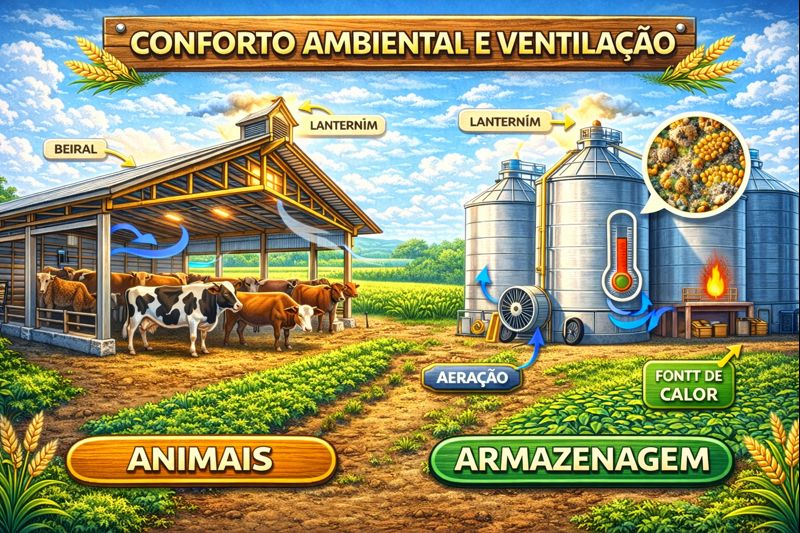 CONFORTO AMBIENTAL E VENTILAÇÃO
LANTERNÍM
LANTERNÍM
BEIRAL
AERAÇÃO
FONTT DE
CALOR
ANIMAIS
ARMAZENAGEM